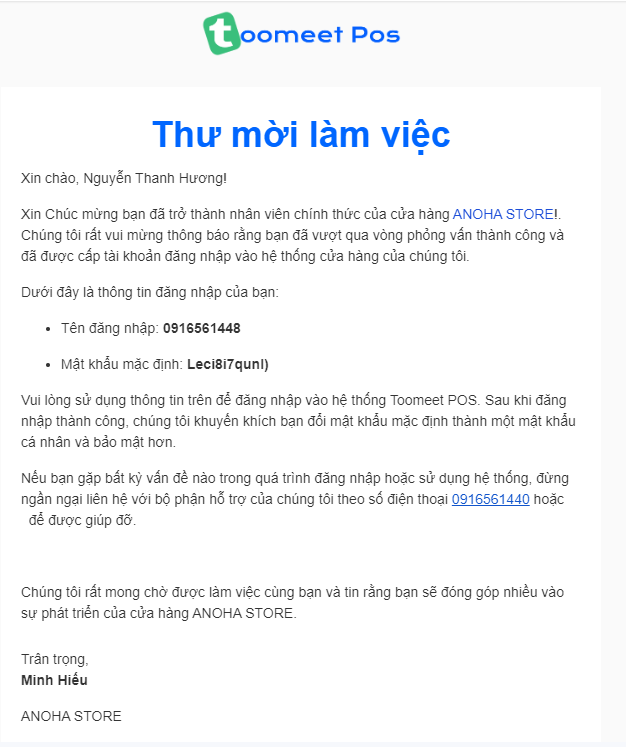 toomeet Pos
Thư mời làm việc
Xin chào, Nguyễn Thanh Hương!
Xin Chúc mừng bạn đã trở thành nhân viên chính thức của cửa hàng ANOHA STORE!.
Chúng tôi rất vui mừng thông báo rằng bạn đã vượt qua vòng phỏng vấn thành công và
đã được cấp tài khoản đăng nhập vào hệ thống cửa hàng của chúng tôi.
Dưới đây là thông tin đăng nhập của bạn:
• Tên đăng nhập: 0916561448
• Mật khẩu mặc định: Leci8i7qunl)
Vui lòng sử dụng thông tin trên để đăng nhập vào hệ thống Toomeet POS. Sau khi đăng
nhập thành công, chúng tôi khuyến khích bạn đổi mật khẩu mặc định thành một mật khẩu
cá nhân và bảo mật hơn.
Nếu bạn gặp bất kỳ vấn đề nào trong quá trình đăng nhập hoặc sử dụng hệ thống, đừng
ngần ngại liên hệ với bộ phận hỗ trợ của chúng tôi theo số điện thoại 0916561440 hoặc
để được giúp đỡ.
Chúng tôi rất mong chờ được làm việc cùng bạn và tin rằng bạn sẽ đóng góp nhiều vào
sự phát triển của cửa hàng ANOHA STORE.
Trân trọng,
Minh Hiếu
ANOHA STORE